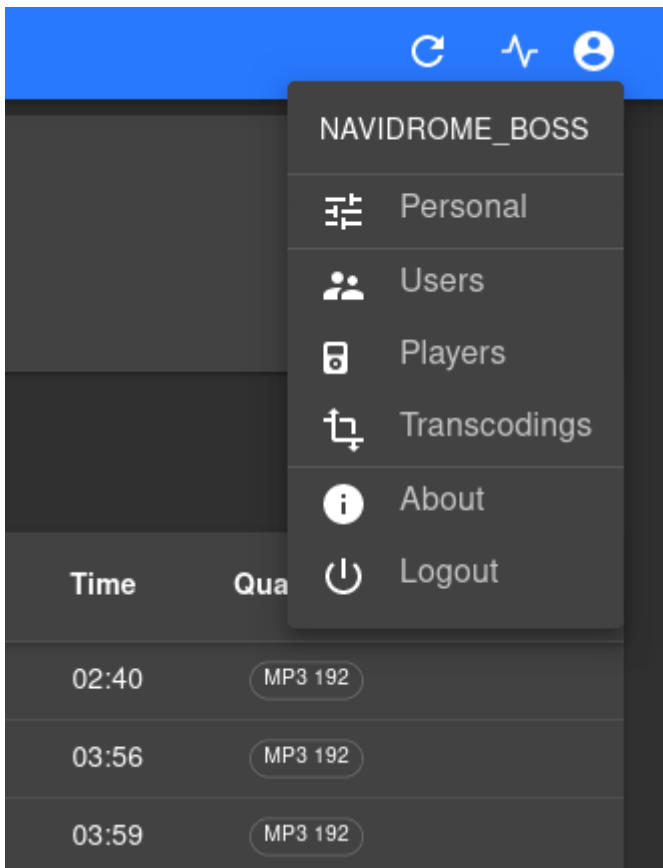 NAVIDROME_BOSS
Personal
Users
Players
Transcodings
About
Logout
Time Qua
02:40 MP3 192
03:56 MP3 192
03:59 MP3 192